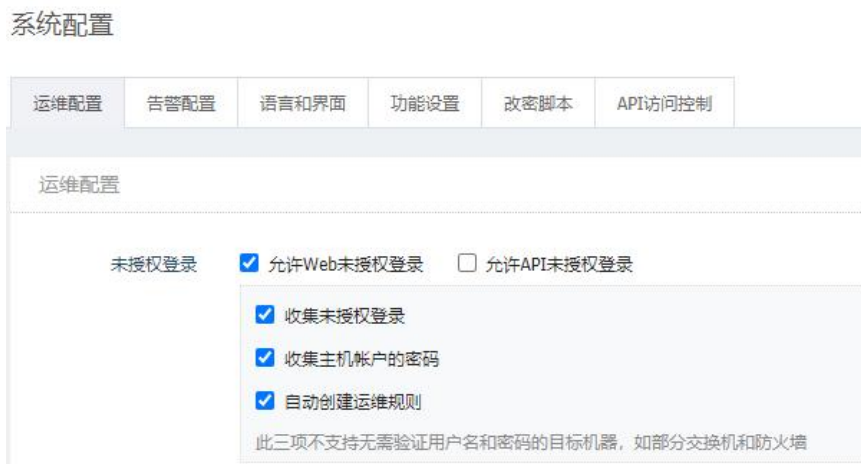 系统配置
运维配置 告警配置 语言和界面 功能设置 改密脚本 API访问控制
运维配置
未授权登录 允许Web未授权登录 允许API未授权登录
收集未授权登录
收集主机帐户的密码
自动创建运维规则
此三项不支持无需验证用户名和密码的目标机器，如部分交换机和防火墙